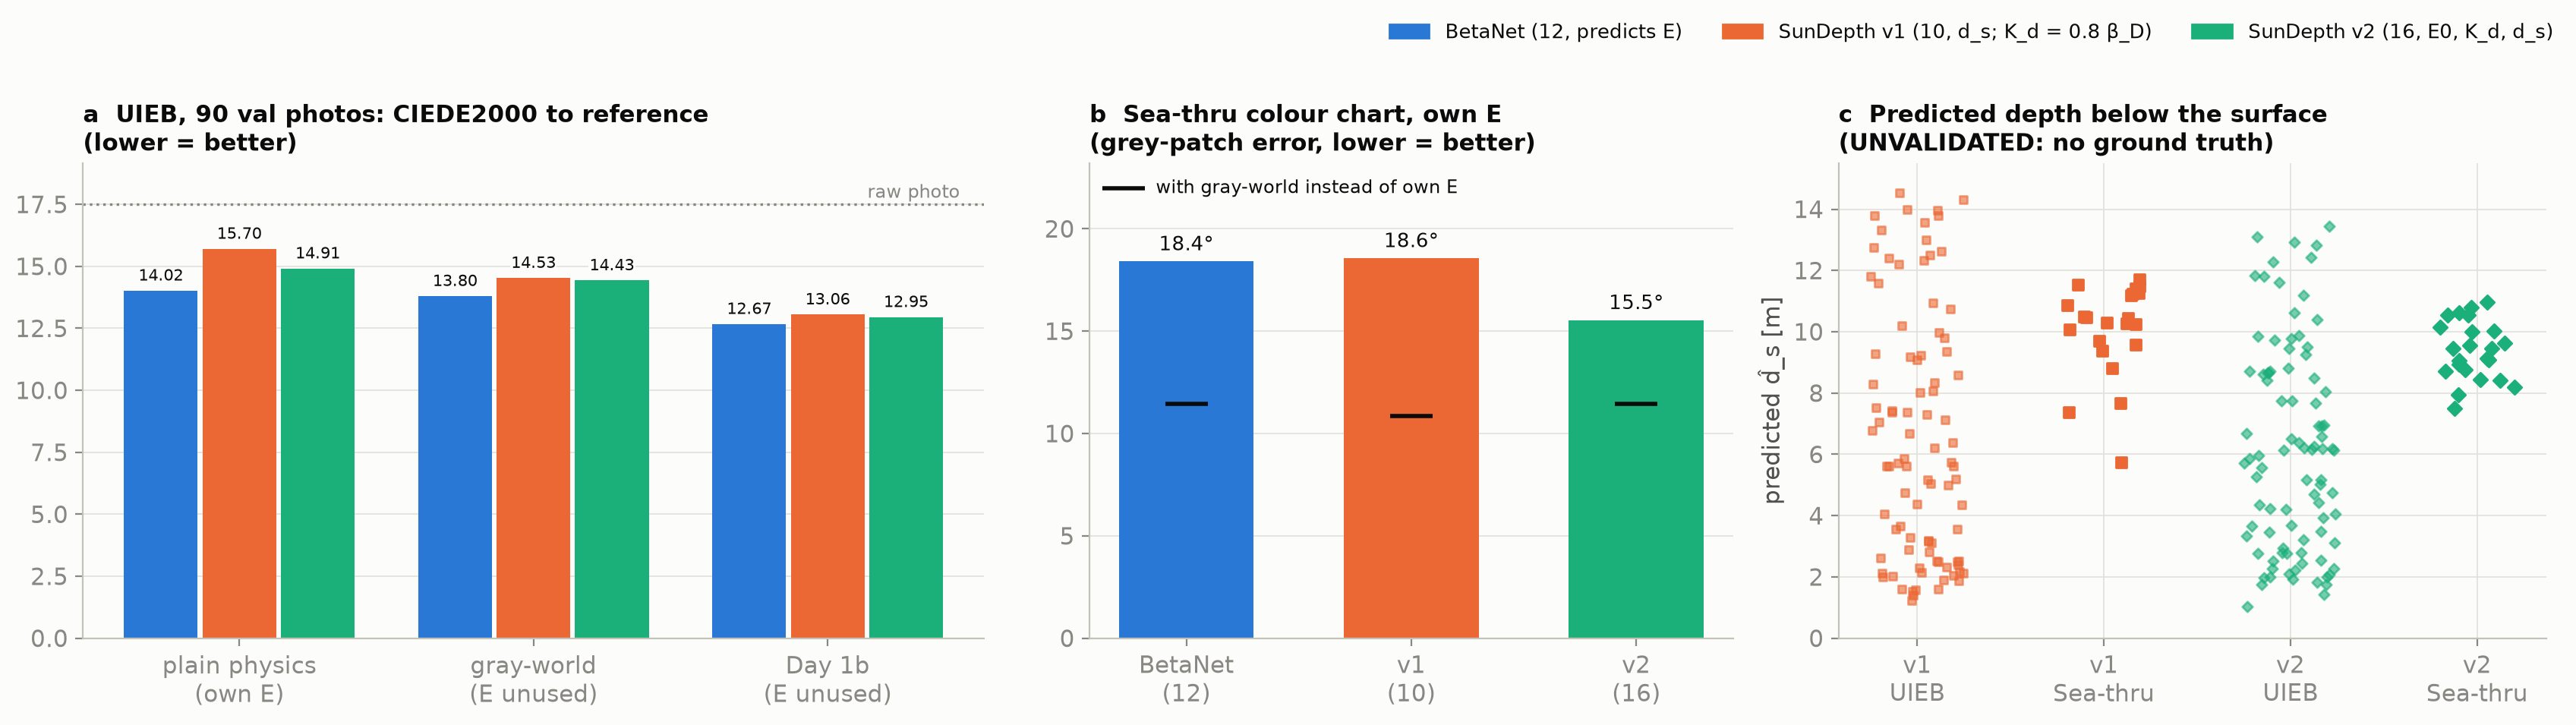 BetaNet (12, predicts E)
SunDepth v1 (10, d_s; K_d = 0.8 β_D)
SunDepth v2 (16, E0, K_d, d_s)
a UIEB, 90 val photos: CIEDE2000 to reference
(lower = better)
raw photo
17.5
15.0
12.5
10.0
7.5
5.0
2.5
0.0
14.02
15.70
14.91
13.80
14.53
14.43
12.67
13.06
12.95
plain physics
(own E)
gray-world
(E unused)
Day 1b
(E unused)
b Sea-thru colour chart, own E
(grey-patch error, lower = better)
with gray-world instead of own E
20
15
10
5
0
18.4°
18.6°
15.5°
BetaNet
(12)
v1
(10)
v2
(16)
c Predicted depth below the surface
(UNVALIDATED: no ground truth)
predicted d̂_s [m]
14
12
10
8
6
4
2
0
v1
UIEB
v1
Sea-thru
v2
UIEB
v2
Sea-thru